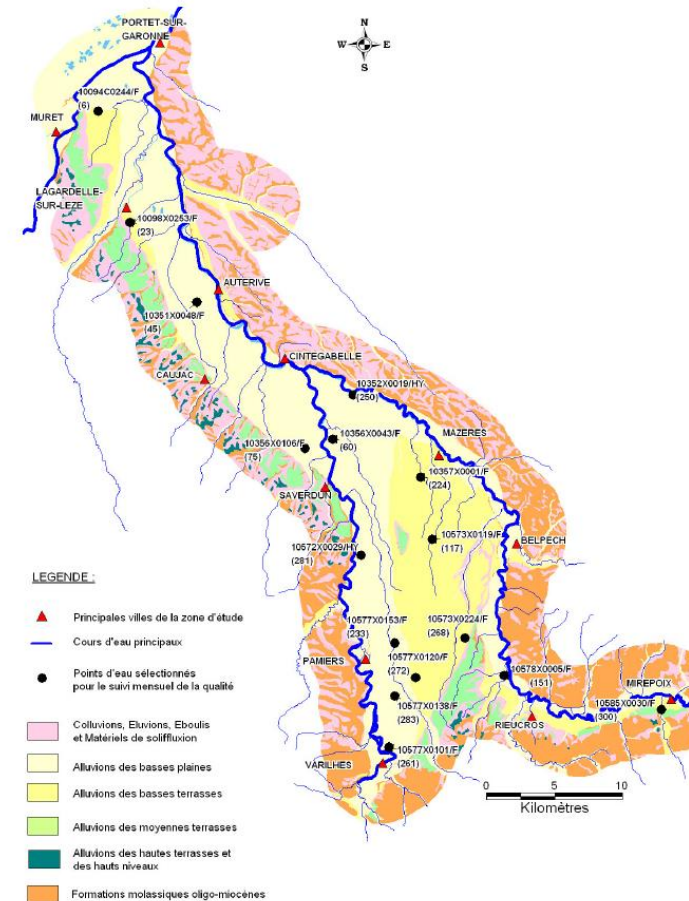 PORTET-SUR-
GARONNE
N
W
E
S
10094C0244/F
(6)
MURET
LAGARDELLE-
SUR-LEZE
10098X0253/F
(23)
AUTERIVE
10351X0048/F
(45)
CINTEGABELLE
CAUJAC
10352X0019/HY
(250)
10356X0043/F
(60)
10356X0106/F
(75)
MAZERES
10357X0001/F
(224)
SAVERDUN
10573X0119/F
(117)
BELPECH
10572X0029/HY
(281)
LEGENDE :
Principales villes de la zone d'étude
Cours d'eau principaux
Points d'eau sélectionnés
pour le suivi mensuel de la qualité
10577X0153/F
(233)
10573X0224/F
(268)
PAMIERS
10577X0120/F
(272)
10578X0005/F
(151)
MIREPOIX
10577X0138/F
(283)
10585X0030/F
(300)
RIEUCROS
10577X0101/F
(261)
VARILHES
0 5 10
Kilomètres
Colluvions, Eluvions, Eboulis
et Matériels de solifluxion
Alluvions des basses plaines
Alluvions des basses terrasses
Alluvions des moyennes terrasses
Alluvions des hautes terrasses et
des hauts niveaux
Formations molassiques oligo-miocènes